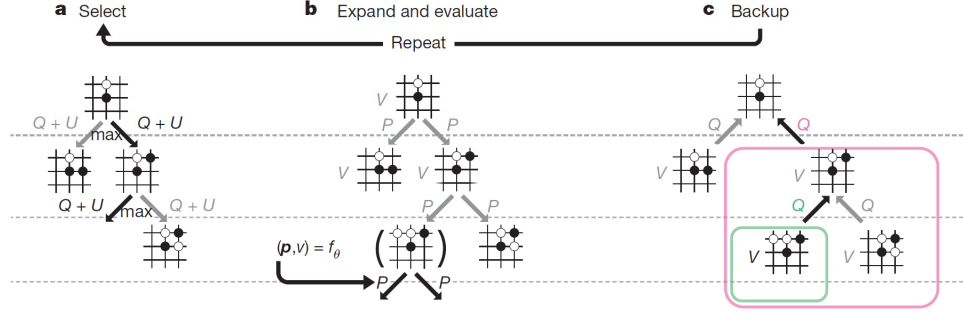 a Select
b Expand and evaluate
c Backup
Repeat
Q + U
max
Q + U
Q + U
max
Q + U
V
P
P
V
V
P
P
(p,v) = fθ
P
P
Q
Q
V
V
Q
Q
V
V